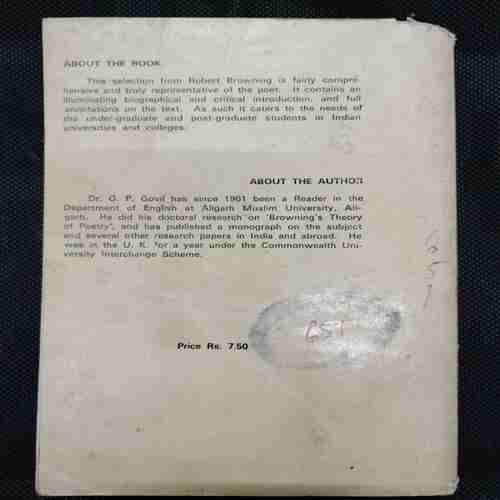 ABOUT THE BOOK
This selection from Robert Browning is fairly compre-
hensive and truly representative of the poet. It contains an
illuminating biographical and critical introduction, and full
annotations on the text. As such it caters to the needs of
the under-graduate and post-graduate students in Indian
universities and colleges.
ABOUT THE AUTHOR
Dr. O. P. Govil has since 1961 been a Reader in the
Department of English at Aligarh Muslim University, Ali-
garh. He did his doctoral research on 'Browning's Theory
of Poetry', and has published a monograph on the subject
and several other research papers in India and abroad. He
was in the U. K. for a year under the Commonwealth Uni-
versity Interchange Scheme.
Price Rs. 7.50